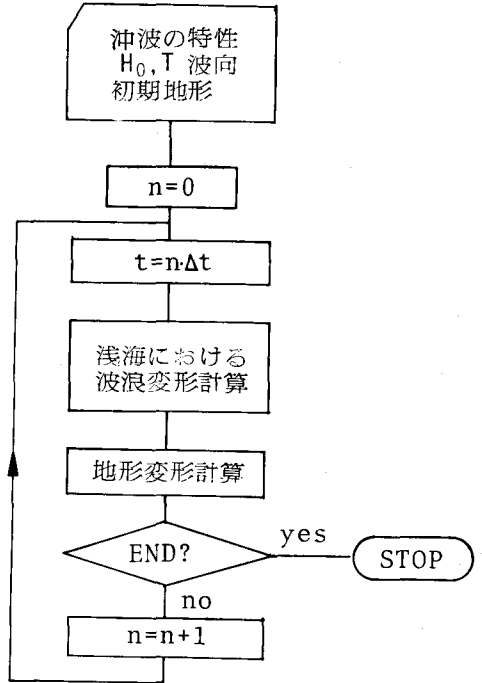 沖波の特性
H₀,T 波向
初期地形
n=0
t=n·Δt
浅海における
波浪変形計算
地形変形計算
END?
yes
STOP
no
n=n+1